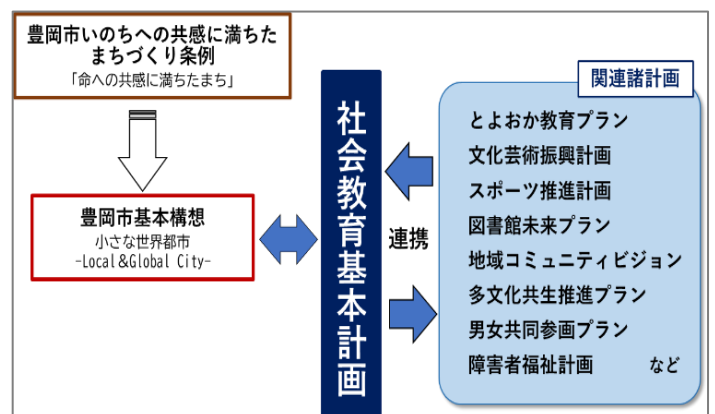 豊岡市いのちへの共感に満ちた
まちづくり条例
「命への共感に満ちたまち」
豊岡市基本構想
小さな世界都市
-Local&Global City-
社会教育基本計画
連携
関連諸計画
とよおか教育プラン
文化芸術振興計画
スポーツ推進計画
図書館未来プラン
地域コミュニティビジョン
多文化共生推進プラン
男女共同参画プラン
障害者福祉計画 など